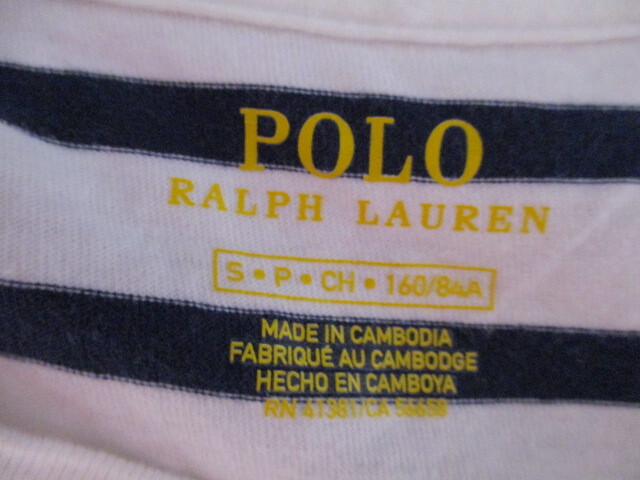 POLO
RALPH LAUREN
S • P • CH • 160/84A
MADE IN CAMBODIA
FABRIQUÉ AU CAMBODGE
HECHO EN CAMBOYA
RN 41381/CA 56658